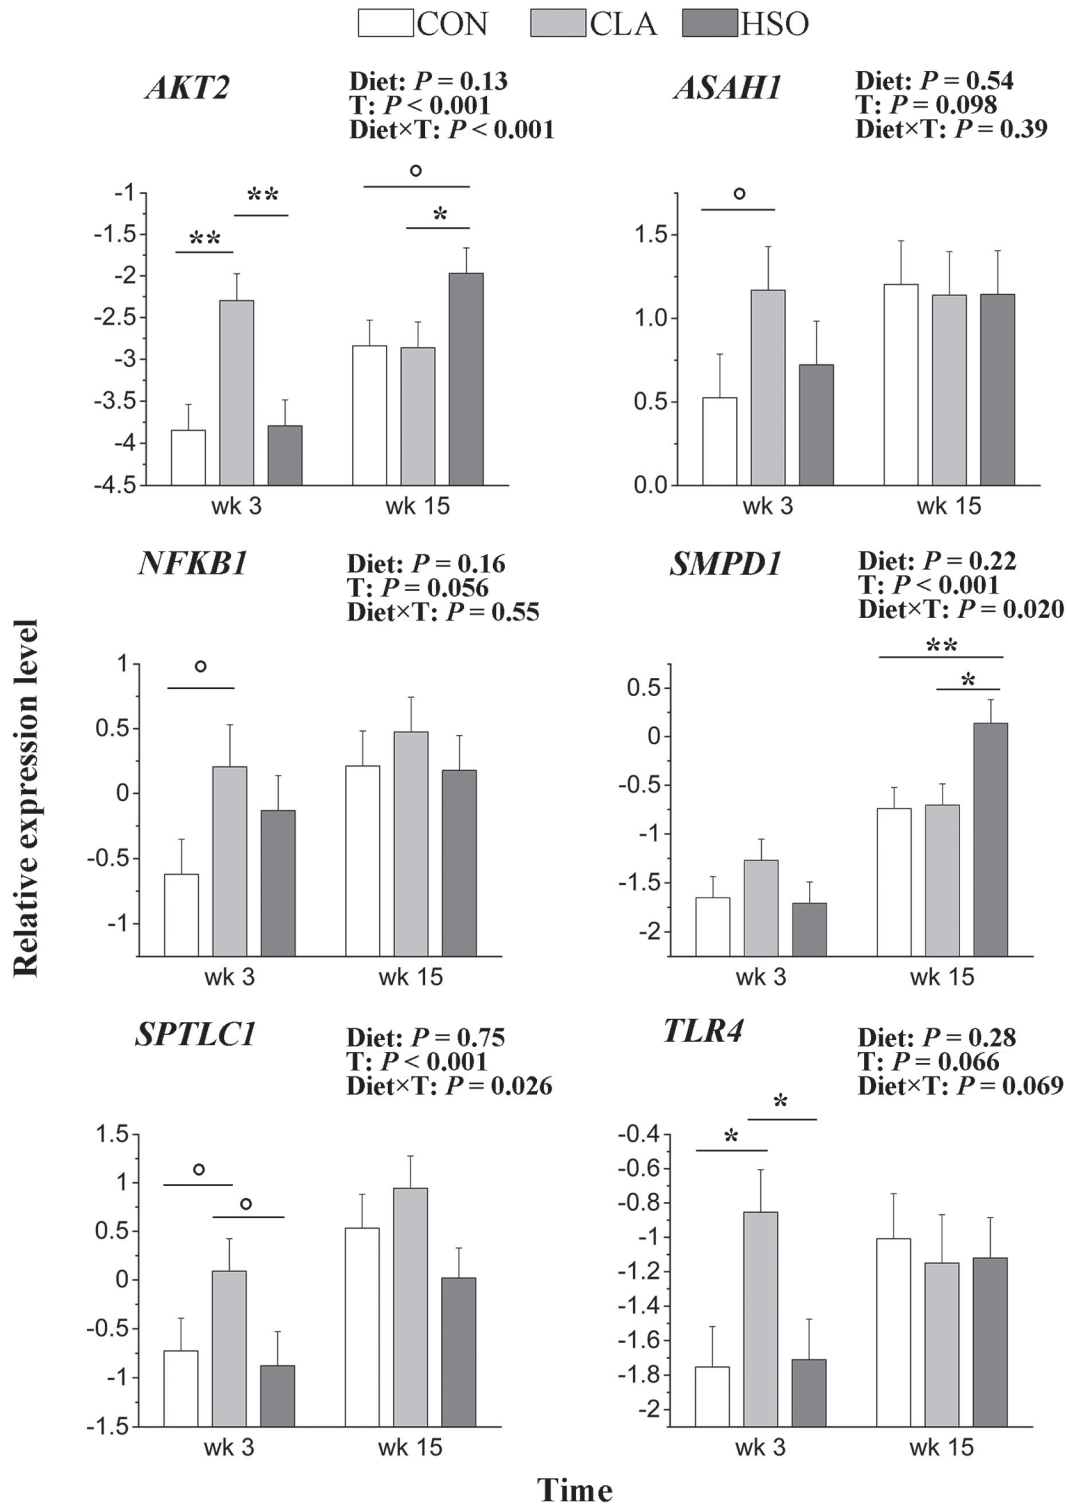 CON CLA HSO
AKT2
Diet: P = 0.13
T: P < 0.001
Diet×T: P < 0.001
°
**
**
*
-1
-1.5
-2
-2.5
-3
-3.5
-4
-4.5
wk 3 wk 15
ASAH1
Diet: P = 0.54
T: P = 0.098
Diet×T: P = 0.39
°
1.5
1.0
0.5
0.0
wk 3 wk 15
NFKB1
Diet: P = 0.16
T: P = 0.056
Diet×T: P = 0.55
°
1
0.5
0
-0.5
-1
wk 3 wk 15
SMPD1
Diet: P = 0.22
T: P < 0.001
Diet×T: P = 0.020
**
*
0.5
0
-0.5
-1
-1.5
-2
wk 3 wk 15
SPTLC1
Diet: P = 0.75
T: P < 0.001
Diet×T: P = 0.026
°
°
1.5
1
0.5
0
-0.5
-1
-1.5
wk 3 wk 15
TLR4
Diet: P = 0.28
T: P = 0.066
Diet×T: P = 0.069
*
*
-0.4
-0.6
-0.8
-1
-1.2
-1.4
-1.6
-1.8
-2
wk 3 wk 15
Relative expression level
Time